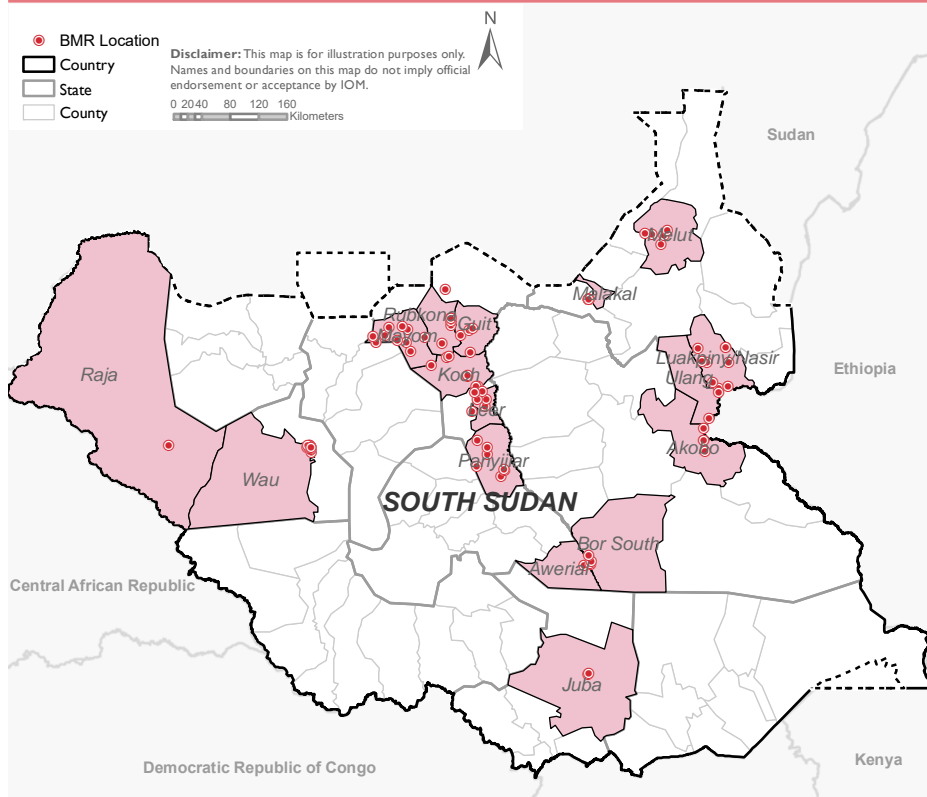 N
BMR Location
Country
State
County
Disclaimer: This map is for illustration purposes only.
Names and boundaries on this map do not imply official
endorsement or acceptance by IOM.
0 20 40 80 120 160
Kilometers
Sudan
Melut
Malakal
Rubkona
Guit
Mayom
Luakpiny/Nasir
Ethiopia
Raja
Koch
Ulang
Leer
Akobo
Panyijiar
Wau
SOUTH SUDAN
Bor South
Awerial
Central African Republic
Juba
Democratic Republic of Congo
Kenya